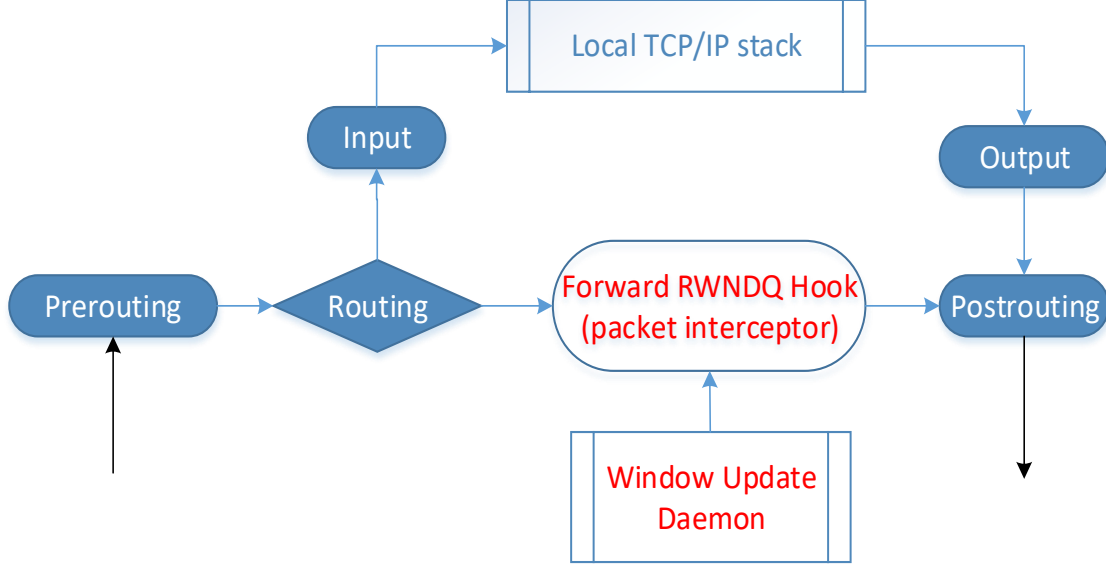 Local TCP/IP stack
Input
Output
Prerouting
Routing
Forward RWNDQ Hook
(packet interceptor)
Postrouting
Window Update
Daemon